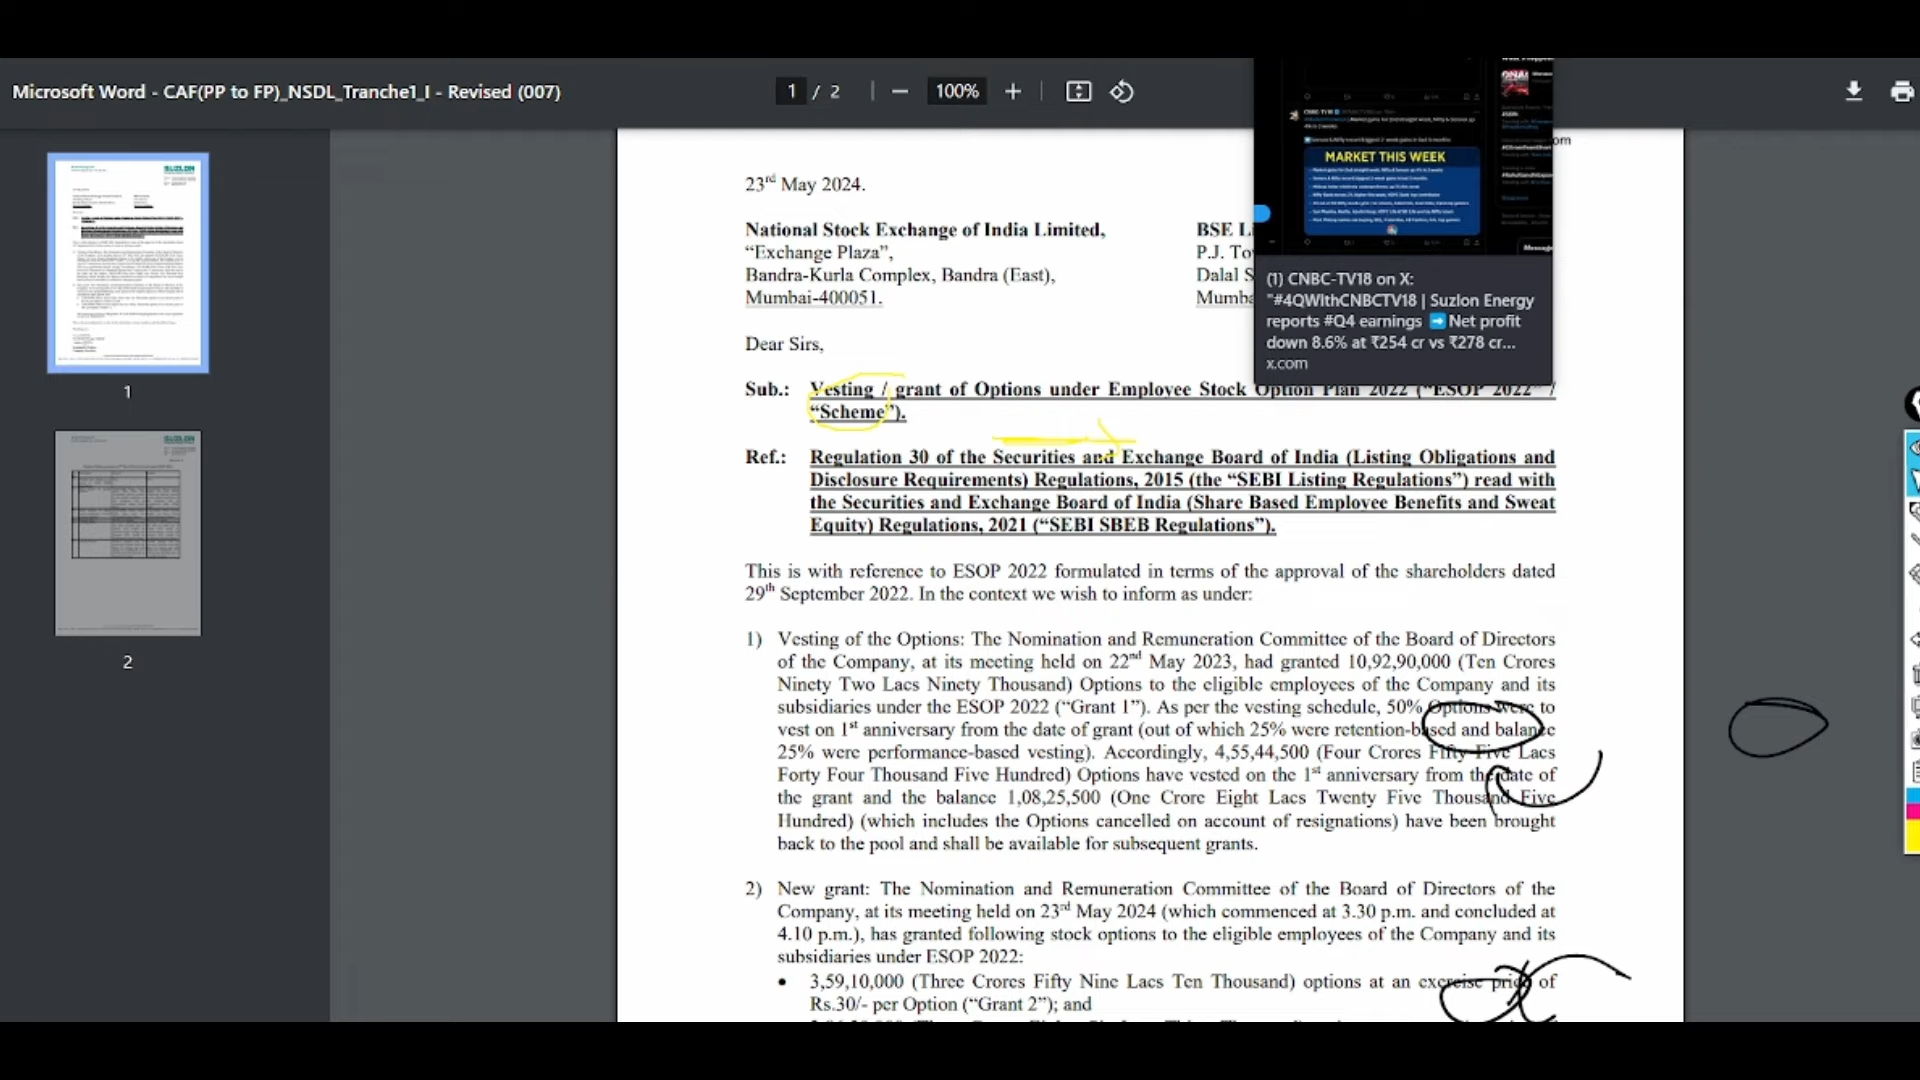 Microsoft Word - CAF(PP to FP)_NSDL_Tranche1_I - Revised (007)
1 / 2
100%
MARKET THIS WEEK
(1) CNBC-TV18 on X:
"#4QWithCNBCTV18 | Suzlon Energy
reports #Q4 earnings ➡️Net profit
down 8.6% at ₹254 cr vs ₹278 cr...
x.com
1
2
23rd May 2024.
National Stock Exchange of India Limited,
“Exchange Plaza”,
Bandra-Kurla Complex, Bandra (East),
Mumbai-400051.
BSE Li
P.J. To
Dalal S
Mumba
Dear Sirs,
Sub.: Vesting / grant of Options under Employee Stock Option Plan 2022 (“ESOP 2022” /
“Scheme”).
Ref.: Regulation 30 of the Securities and Exchange Board of India (Listing Obligations and
Disclosure Requirements) Regulations, 2015 (the “SEBI Listing Regulations”) read with
the Securities and Exchange Board of India (Share Based Employee Benefits and Sweat
Equity) Regulations, 2021 (“SEBI SBEB Regulations”).
This is with reference to ESOP 2022 formulated in terms of the approval of the shareholders dated
29th September 2022. In the context we wish to inform as under:
1) Vesting of the Options: The Nomination and Remuneration Committee of the Board of Directors
of the Company, at its meeting held on 22nd May 2023, had granted 10,92,90,000 (Ten Crores
Ninety Two Lacs Ninety Thousand) Options to the eligible employees of the Company and its
subsidiaries under the ESOP 2022 (“Grant 1”). As per the vesting schedule, 50% Options were to
vest on 1st anniversary from the date of grant (out of which 25% were retention-based and balance
25% were performance-based vesting). Accordingly, 4,55,44,500 (Four Crores Fifty Five Lacs
Forty Four Thousand Five Hundred) Options have vested on the 1st anniversary from the date of
the grant and the balance 1,08,25,500 (One Crore Eight Lacs Twenty Five Thousand Five
Hundred) (which includes the Options cancelled on account of resignations) have been brought
back to the pool and shall be available for subsequent grants.
2) New grant: The Nomination and Remuneration Committee of the Board of Directors of the
Company, at its meeting held on 23rd May 2024 (which commenced at 3.30 p.m. and concluded at
4.10 p.m.), has granted following stock options to the eligible employees of the Company and its
subsidiaries under ESOP 2022:
• 3,59,10,000 (Three Crores Fifty Nine Lacs Ten Thousand) options at an exercise price of
Rs.30/- per Option (“Grant 2”); and